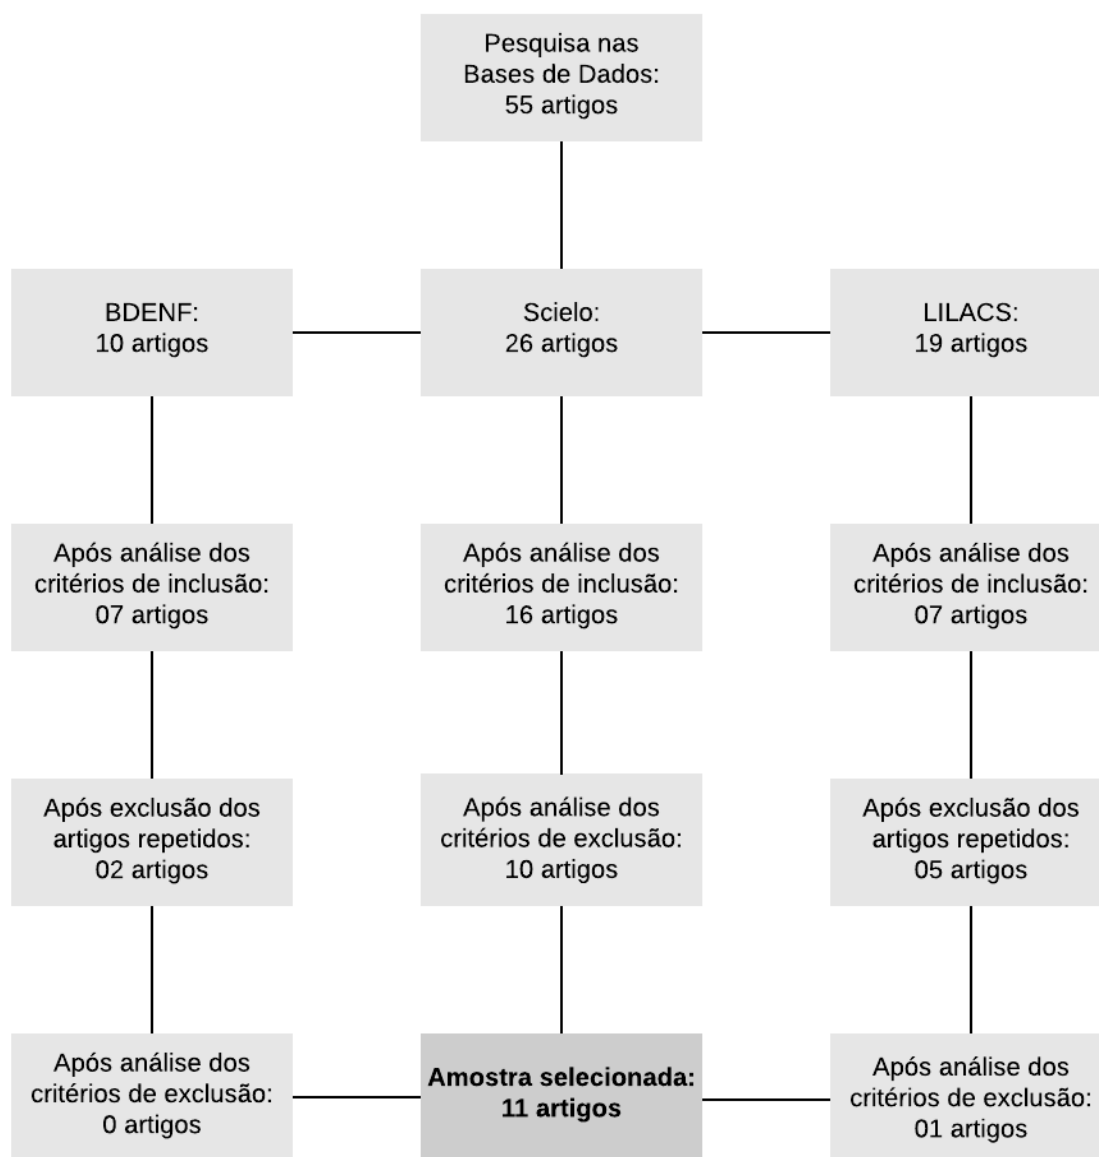 Pesquisa nas
Bases de Dados:
55 artigos
BDENF:
10 artigos
Scielo:
26 artigos
LILACS:
19 artigos
Após análise dos
critérios de inclusão:
07 artigos
Após análise dos
critérios de inclusão:
16 artigos
Após análise dos
critérios de inclusão:
07 artigos
Após exclusão dos
artigos repetidos:
02 artigos
Após análise dos
critérios de exclusão:
10 artigos
Após exclusão dos
artigos repetidos:
05 artigos
Após análise dos
critérios de exclusão:
0 artigos
Amostra selecionada:
11 artigos
Após análise dos
critérios de exclusão:
01 artigos